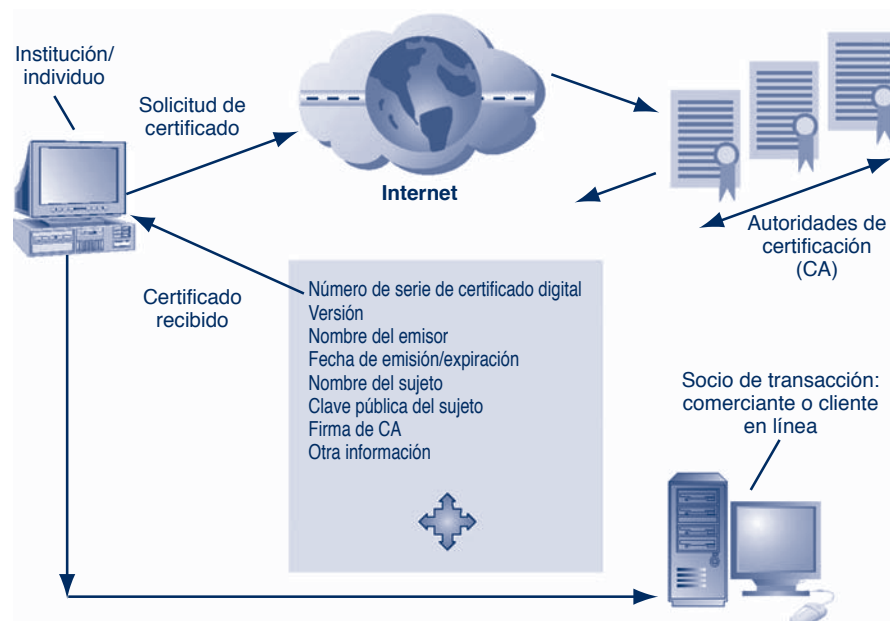 Institución/
individuo
Solicitud de
certificado
Internet
Autoridades de
certificación
(CA)
Certificado
recibido
Número de serie de certificado digital
Versión
Nombre del emisor
Fecha de emisión/expiración
Nombre del sujeto
Clave pública del sujeto
Firma de CA
Otra información
Socio de transacción:
comerciante o cliente
en línea